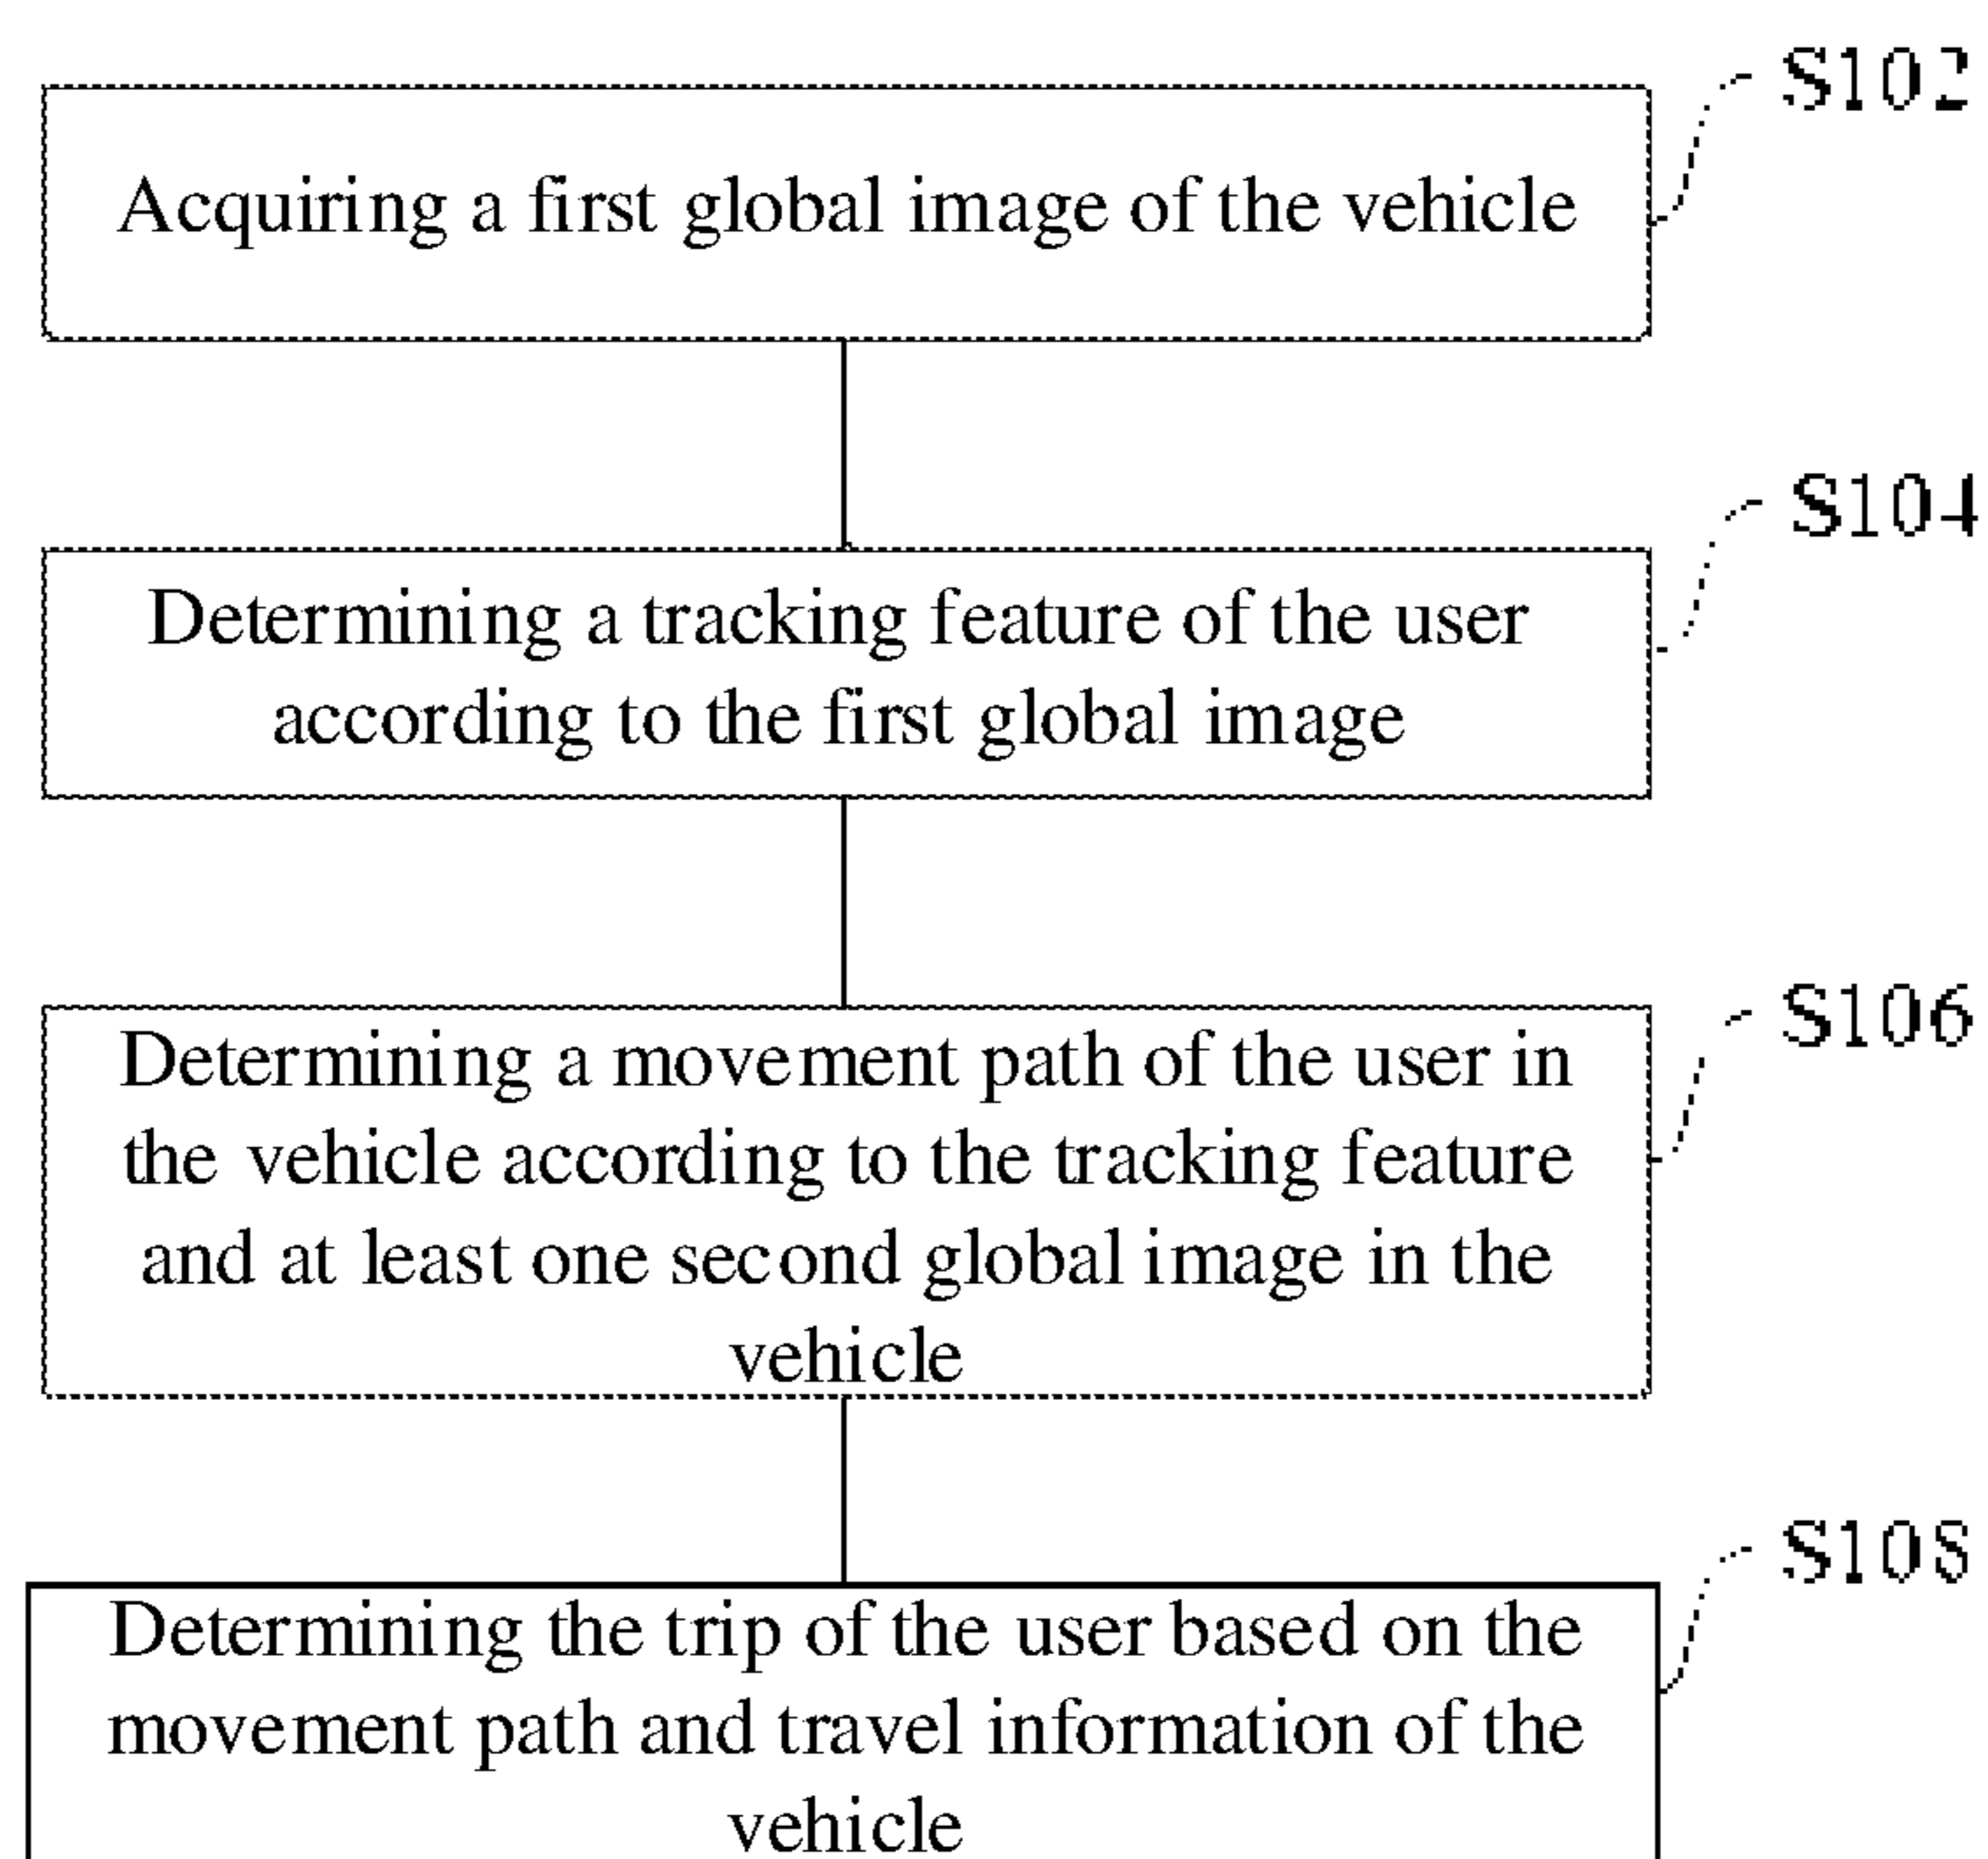 S102
Acquiring a first global image of the vehicle
S104
Determining a tracking feature of the user
according to the first global image
S106
Determining a movement path of the user in
the vehicle according to the tracking feature
and at least one second global image in the
vehicle
S108
Determining the trip of the user based on the
movement path and travel information of the
vehicle